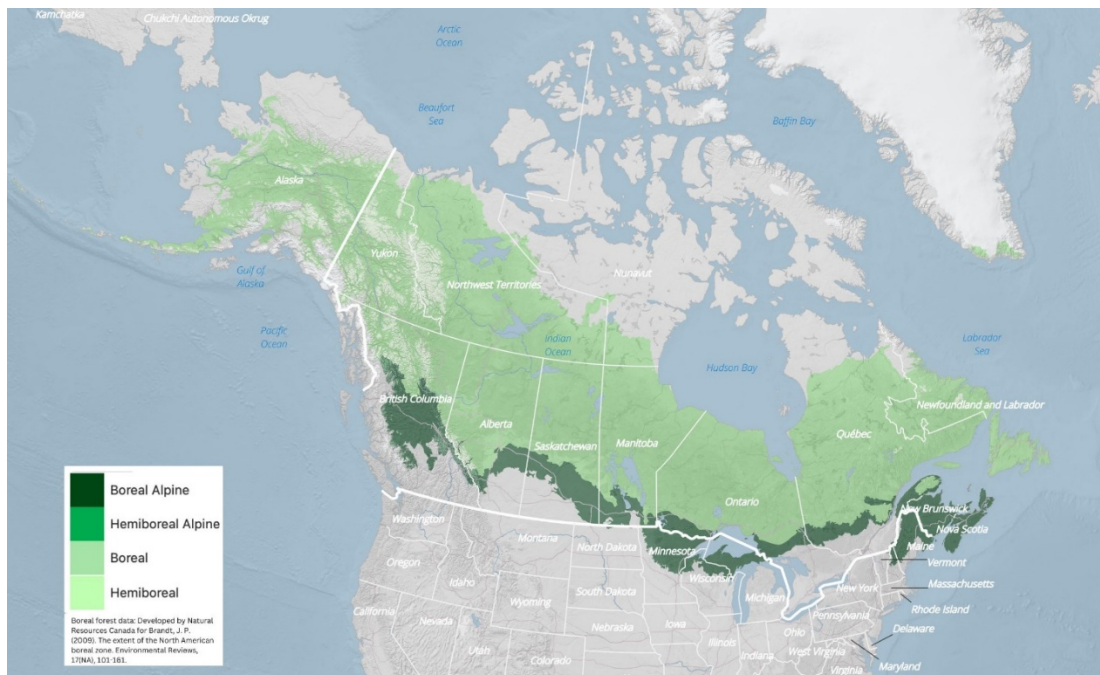 Kamchatka
Chukchi Autonomous Okrug
Arctic
Ocean
Beaufort
Sea
Baffin Bay
Alaska
Yukon
Nunavut
Northwest Territories
Gulf of
Alaska
Pacific
Ocean
Indian
Ocean
Hudson Bay
Labrador
Sea
British Columbia
Alberta
Saskatchewan
Manitoba
Ontario
Québec
Newfoundland and Labrador
New Brunswick
Nova Scotia
Maine
Vermont
Massachusetts
Rhode Island
Delaware
Maryland
Washington
Montana
North Dakota
Minnesota
Oregon
Idaho
Wyoming
South Dakota
Wisconsin
Michigan
New York
Pennsylvania
California
Nevada
Utah
Colorado
Nebraska
Iowa
Illinois
Indiana
Ohio
West Virginia
Virginia
Boreal Alpine
Hemiboreal Alpine
Boreal
Hemiboreal
Boreal forest data: Developed by Natural
Resources Canada for Brandt, J. P.
(2009). The extent of the North American
boreal zone. Environmental Reviews,
17(NA), 101-161.